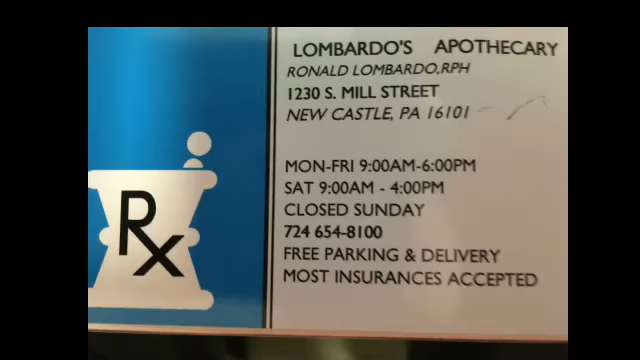 LOMBARDO'S APOTHECARY
RONALD LOMBARDO,RPH
1230 S. MILL STREET
NEW CASTLE, PA 16101
MON-FRI 9:00AM-6:00PM
SAT 9:00AM - 4:00PM
CLOSED SUNDAY
724 654-8100
FREE PARKING & DELIVERY
MOST INSURANCES ACCEPTED
Rx